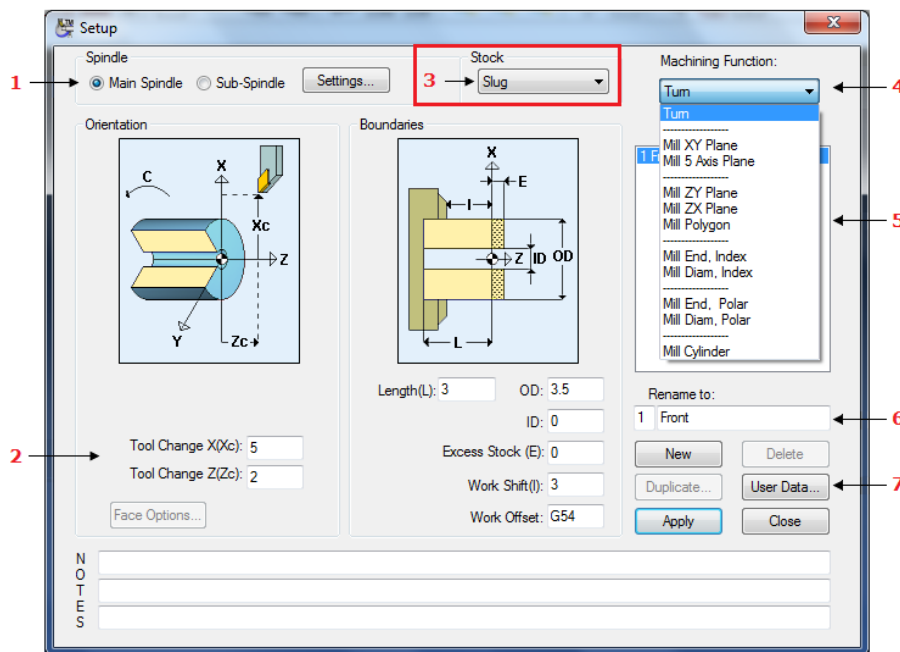 Setup
x
Spindle
1
Main Spindle
Sub-Spindle
Settings...
Stock
3
Slug
Machining Function:
4
Turn
Turn
------------------
Mill XY Plane
Mill 5 Axis Plane
------------------
Mill ZY Plane
Mill ZX Plane
Mill Polygon
------------------
Mill End, Index
Mill Diam, Index
------------------
Mill End, Polar
Mill Diam, Polar
------------------
Mill Cylinder
5
Orientation
C
X
Xc
Z
Y
Zc
2
Tool Change X(Xc): 5
Tool Change Z(Zc): 2
Face Options...
Boundaries
X
E
I
Z
ID
OD
L
Length(L): 3
OD: 3.5
ID: 0
Excess Stock (E): 0
Work Shift(I): 3
Work Offset: G54
1 F
Rename to:
1 Front
6
New
Delete
Duplicate...
User Data...
7
Apply
Close
NOTES